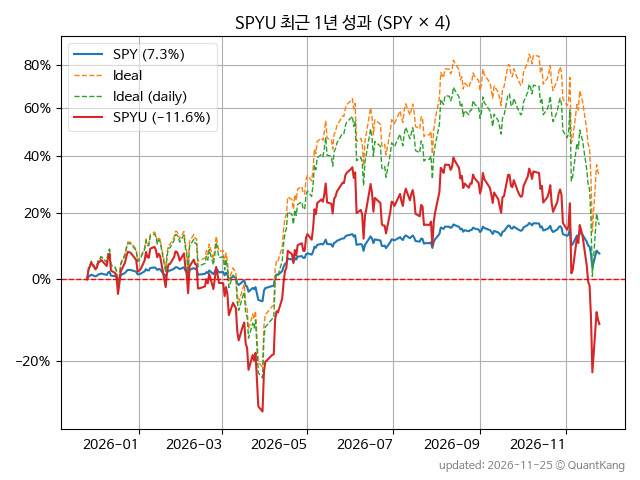 SPYU 최근 1년 성과 (SPY × 4)
SPY (7.3%)
Ideal
Ideal (daily)
SPYU (−11.6%)
80%
60%
40%
20%
0%
−20%
2026−01
2026−03
2026−05
2026−07
2026−09
2026−11
updated: 2026−11−25 © QuantKang